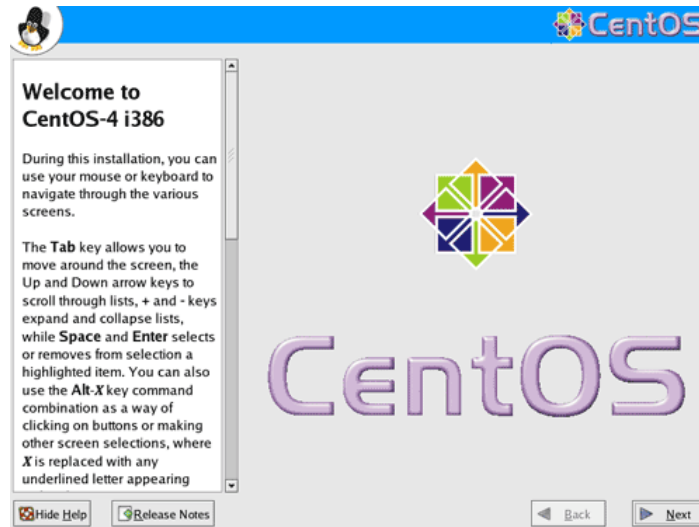 CentOS
Welcome to
CentOS-4 i386
During this installation, you can
use your mouse or keyboard to
navigate through the various
screens.
The Tab key allows you to
move around the screen, the
Up and Down arrow keys to
scroll through lists, + and - keys
expand and collapse lists,
while Space and Enter selects
or removes from selection a
highlighted item. You can also
use the Alt-X key command
combination as a way of
clicking on buttons or making
other screen selections, where
X is replaced with any
underlined letter appearing
CentOS
Hide Help
Release Notes
Back
Next